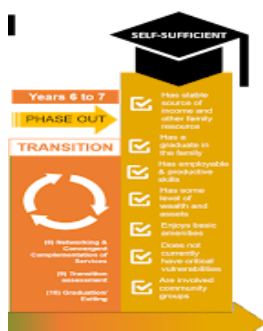 SELF-SUFFICIENT
Years 6 to 7
PHASE OUT
TRANSITION
(8) Networking &
Convergent
Complementation of
Services
(9) Transition
assessment
(10) Graduation/
Exiting
Has stable
source of
income and
other family
resource
Has a
graduate in
the family
Has employable
& productive
skills
Has some
level of
wealth and
assets
Enjoys basic
amenities
Does not
currently
have critical
vulnerabilities
Are involved
community
groups